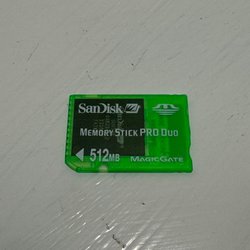 SanDisk
MEMORY STICK PRO DUO
512MB
MAGICGATE